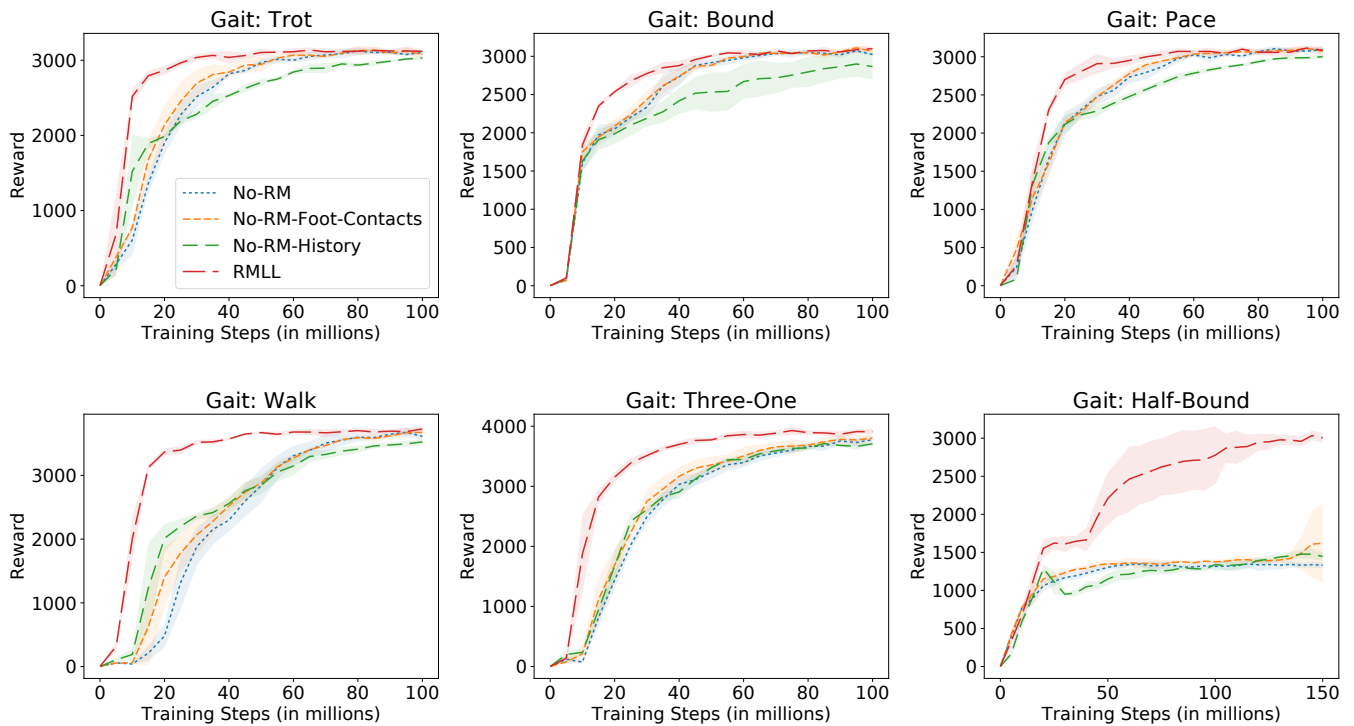 Gait: Trot
Reward
3000
2000
1000
0
0 20 40 60 80 100
Training Steps (in millions)
No-RM
No-RM-Foot-Contacts
No-RM-History
RMLL
Gait: Bound
Reward
3000
2500
2000
1500
1000
500
0
0 20 40 60 80 100
Training Steps (in millions)
Gait: Pace
Reward
3000
2500
2000
1500
1000
500
0
0 20 40 60 80 100
Training Steps (in millions)
Gait: Walk
Reward
3000
2000
1000
0
0 20 40 60 80 100
Training Steps (in millions)
Gait: Three-One
Reward
4000
3000
2000
1000
0
0 20 40 60 80 100
Training Steps (in millions)
Gait: Half-Bound
Reward
3000
2500
2000
1500
1000
500
0
0 50 100 150
Training Steps (in millions)